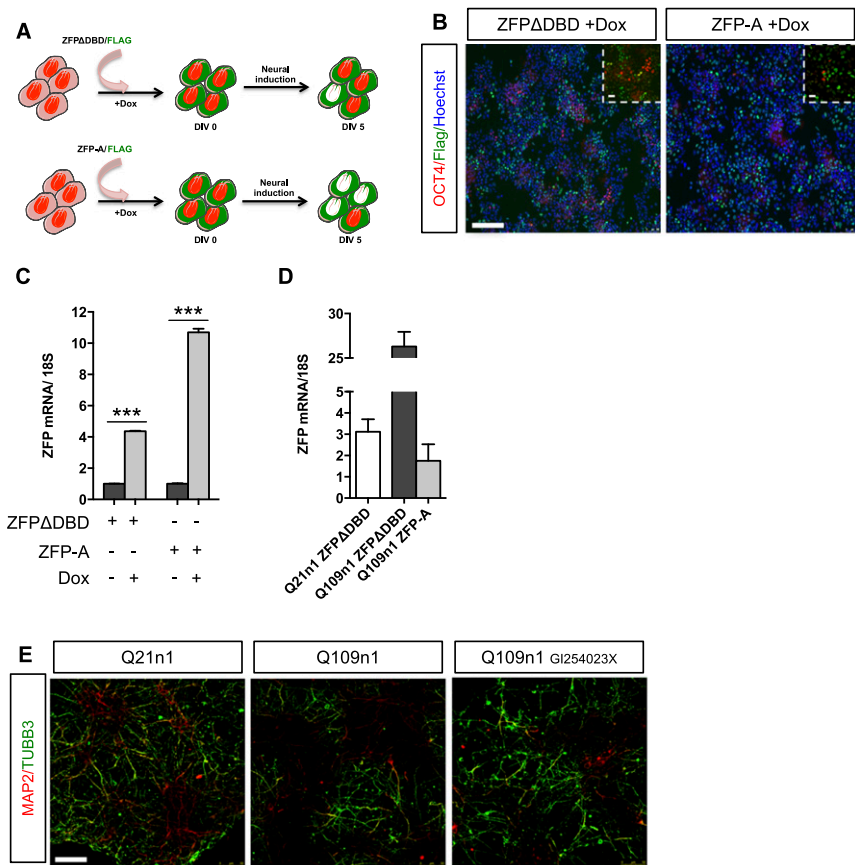 A
ZFPΔDBD/FLAG
+Dox
Neural
induction
DIV 0
DIV 5
ZFP-A/FLAG
+Dox
Neural
induction
DIV 0
DIV 5
B
ZFPΔDBD +Dox
ZFP-A +Dox
OCT4/Flag/Hoechst
C
ZFP mRNA/ 18S
12
10
8
6
4
2
0
***
***
ZFPΔDBD + + - -
ZFP-A - - + +
Dox - + - +
D
ZFP mRNA/18S
30
25
5
4
3
2
1
0
Q21n1 ZFPΔDBD
Q109n1 ZFPΔDBD
Q109n1 ZFP-A
E
Q21n1
Q109n1
Q109n1 GI254023X
MAP2/TUBB3